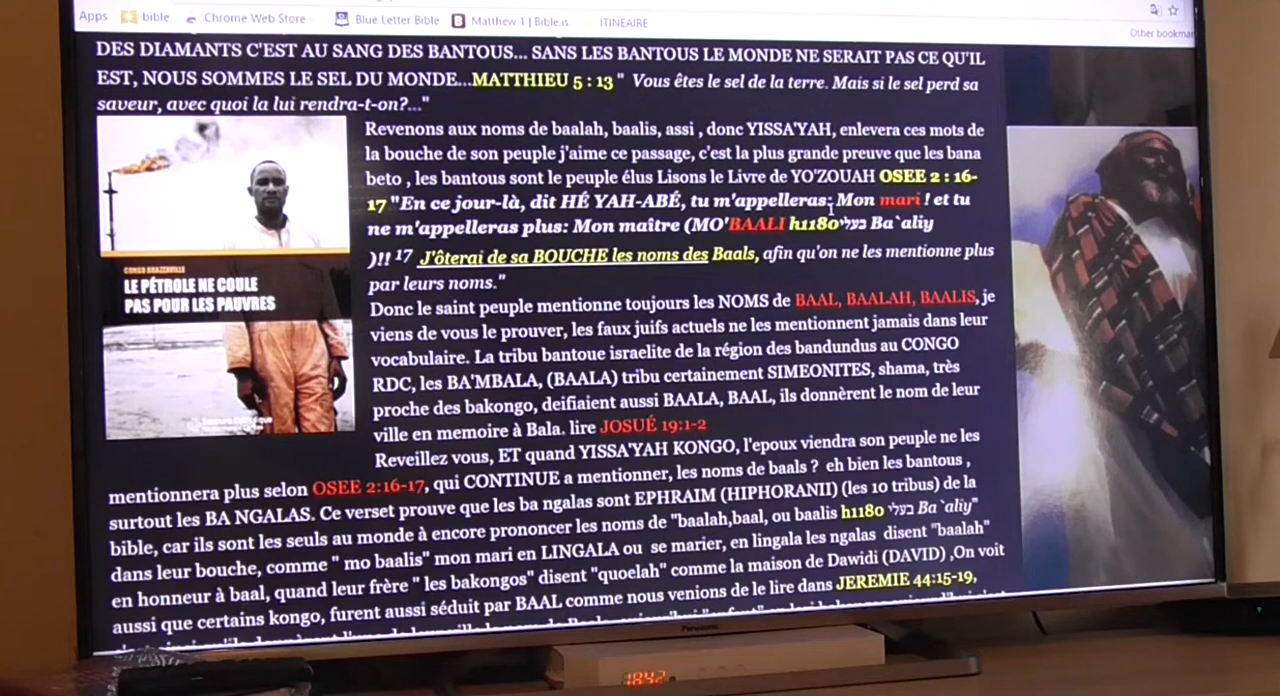 Apps bible Chrome Web Store Blue Letter Bible Matthew 1 | Bible is ITINEAIRE
Other bookmar
DES DIAMANTS C'EST AU SANG DES BANTOUS... SANS LES BANTOUS LE MONDE NE SERAIT PAS CE QU'IL
EST, NOUS SOMMES LE SEL DU MONDE...MATTHIEU 5 : 13 " Vous êtes le sel de la terre. Mais si le sel perd sa
saveur, avec quoi la lui rendra-t-on?..."
Revenons aux noms de baalah, baalis, assi , donc YISSA'YAH, enlevera ces mots de
la bouche de son peuple j'aime ce passage, c'est la plus grande preuve que les bana
beto , les bantous sont le peuple élus Lisons le Livre de YO'ZOUAH OSEE 2 : 16-
17 "En ce jour-là, dit HÉ YAH-ABÉ, tu m'appelleras: Mon mari ! et tu
ne m'appelleras plus: Mon maître (MO'BAALI h1180 בעלי Ba`aliy
)!! 17 J'ôterai de sa BOUCHE les noms des Baals, afin qu'on ne les mentionne plus
par leurs noms."
Donc le saint peuple mentionne toujours les NOMS de BAAL, BAALAH, BAALIS, je
viens de vous le prouver, les faux juifs actuels ne les mentionnent jamais dans leur
vocabulaire. La tribu bantoue israelite de la région des bandundus au CONGO
RDC, les BA'MBALA, (BAALA) tribu certainement SIMEONITES, shama, très
proche des bakongo, deifiaient aussi BAALA, BAAL, ils donnèrent le nom de leur
ville en memoire à Bala. lire JOSUÉ 19:1-2
Reveillez vous, ET quand YISSA'YAH KONGO, l'epoux viendra son peuple ne les
mentionnera plus selon OSEE 2:16-17, qui CONTINUE a mentionner, les noms de baals ? eh bien les bantous ,
surtout les BA NGALAS. Ce verset prouve que les ba ngalas sont EPHRAIM (HIPHORANII) (les 10 tribus) de la
bible, car ils sont les seuls au monde à encore prononcer les noms de "baalah,baal, ou baalis h1180 בעלי Ba`aliy"
dans leur bouche, comme " mo baalis" mon mari en LINGALA ou se marier, en lingala les ngalas disent "baalah"
en honneur à baal, quand leur frère " les bakongos" disent "quoelah" comme la maison de Dawidi (DAVID) ,On voit
aussi que certains kongo, furent aussi séduit par BAAL comme nous venions de le lire dans JEREMIE 44:15-19,
CONGO BRAZZAVILLE
LE PÉTROLE NE COULE
PAS POUR LES PAUVRES
Panasonic
1842